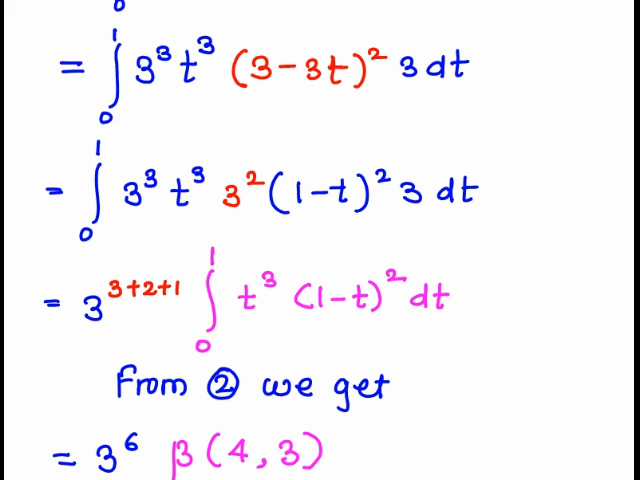 0
= ∫₀¹ 3³ t³ (3 - 3t)² 3 dt
= ∫₀¹ 3³ t³ 3² (1-t)² 3 dt
= 3³⁺²⁺¹ ∫₀¹ t³ (1-t)² dt
From ② we get
= 3⁶ β(4,3)